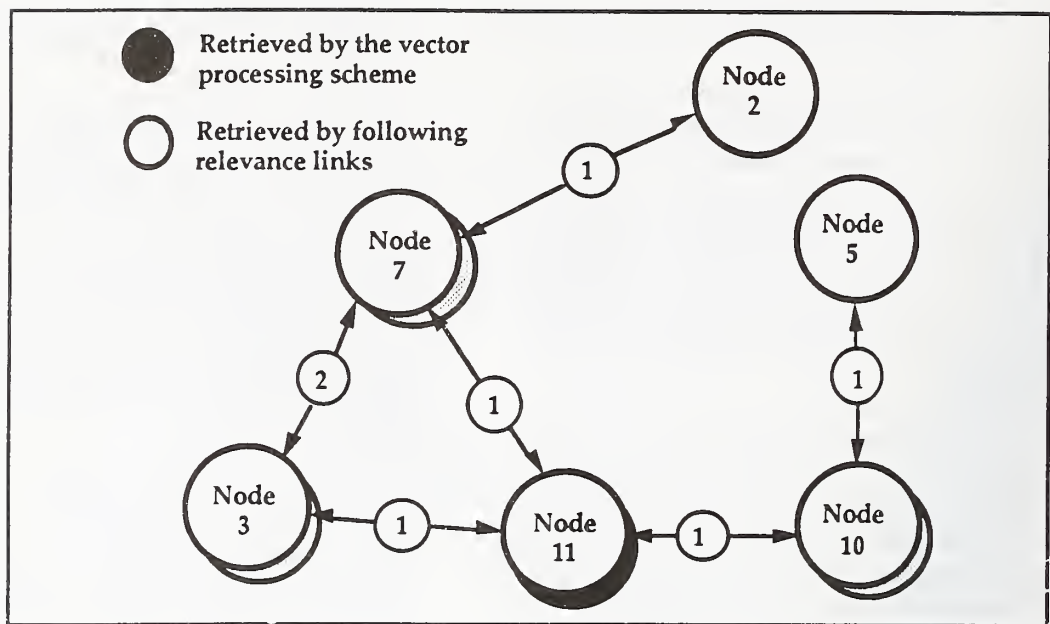 Retrieved by the vector
processing scheme
Retrieved by following
relevance links
Node
2
1
Node
7
Node
5
2
1
1
Node
3
1
Node
11
1
Node
10